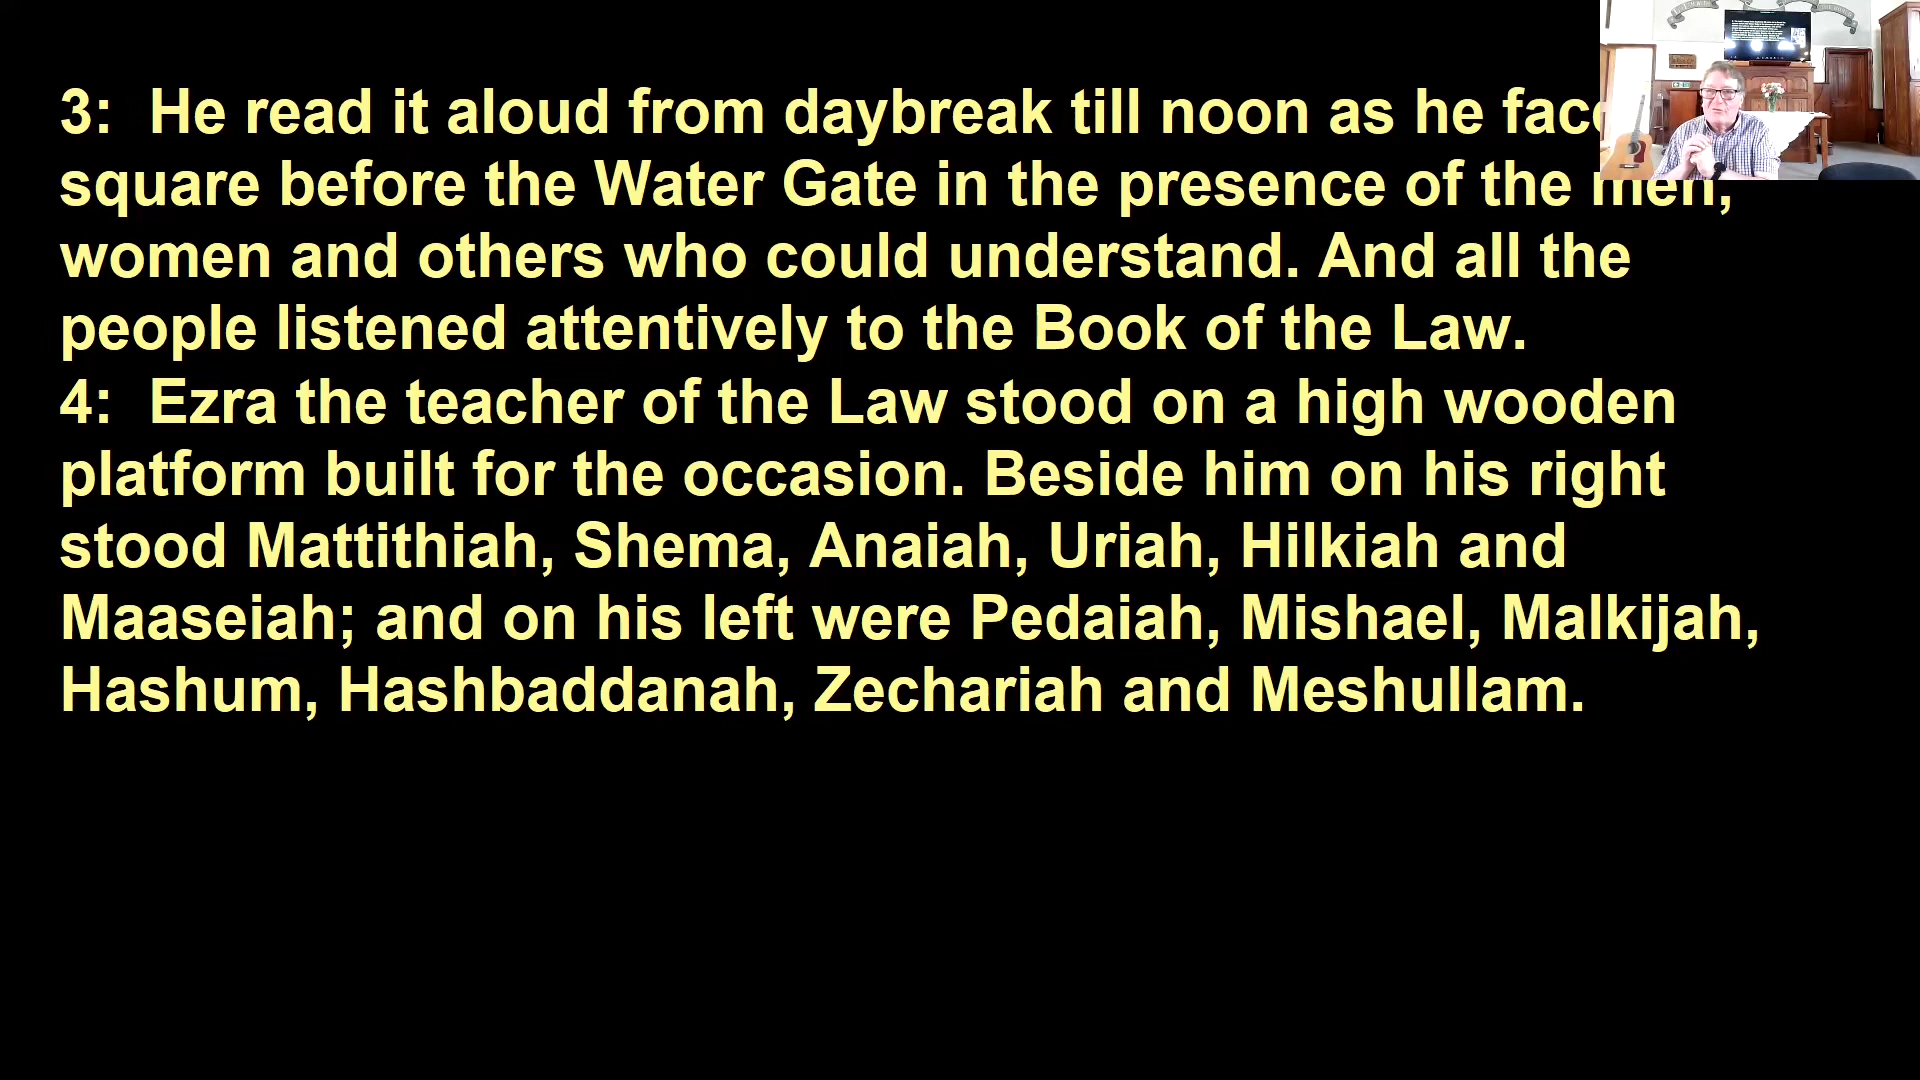 3: He read it aloud from daybreak till noon as he
square before the Water Gate in the presence of the men,
women and others who could understand. And all the
people listened attentively to the Book of the Law.
4: Ezra the teacher of the Law stood on a high wooden
platform built for the occasion. Beside him on his right
stood Mattithiah, Shema, Anaiah, Uriah, Hilkiah and
Maaseiah; and on his left were Pedaiah, Mishael, Malkijah,
Hashum, Hashbaddanah, Zechariah and Meshullam.